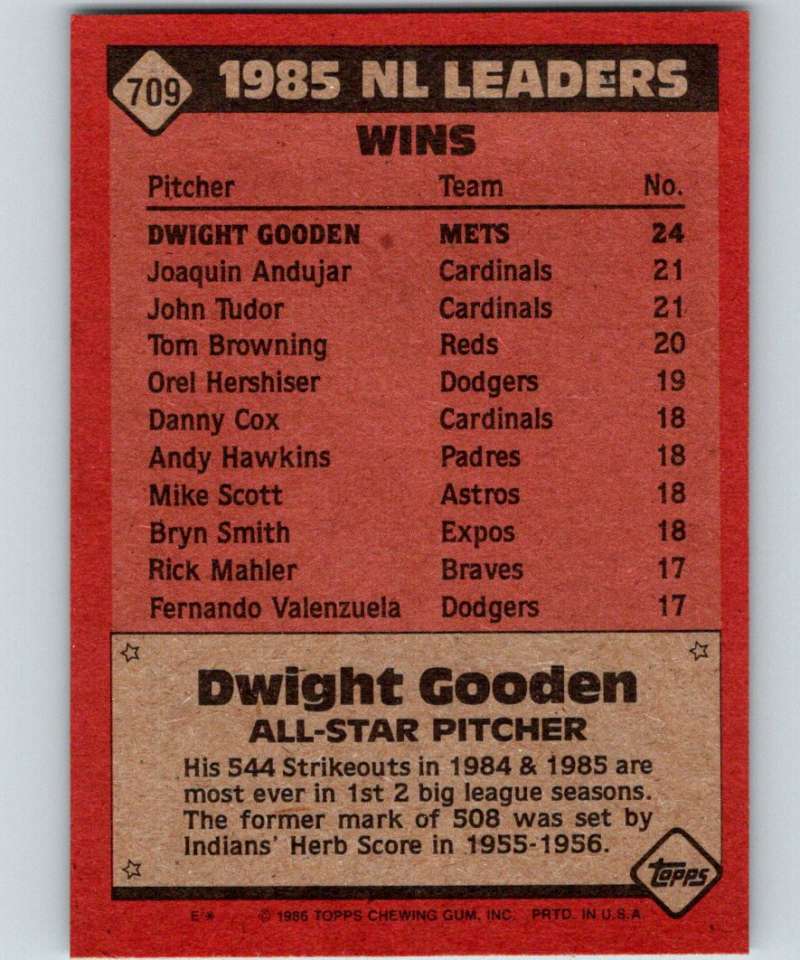 709 1985 NL LEADERS
WINS
Pitcher Team No.
DWIGHT GOODEN METS 24
Joaquin Andujar Cardinals 21
John Tudor Cardinals 21
Tom Browning Reds 20
Orel Hershiser Dodgers 19
Danny Cox Cardinals 18
Andy Hawkins Padres 18
Mike Scott Astros 18
Bryn Smith Expos 18
Rick Mahler Braves 17
Fernando Valenzuela Dodgers 17
Dwight Gooden
ALL-STAR PITCHER
His 544 Strikeouts in 1984 & 1985 are
most ever in 1st 2 big league seasons.
The former mark of 508 was set by
Indians' Herb Score in 1955-1956.
Topps
E * © 1986 TOPPS CHEWING GUM, INC. PRTD. IN U.S.A.